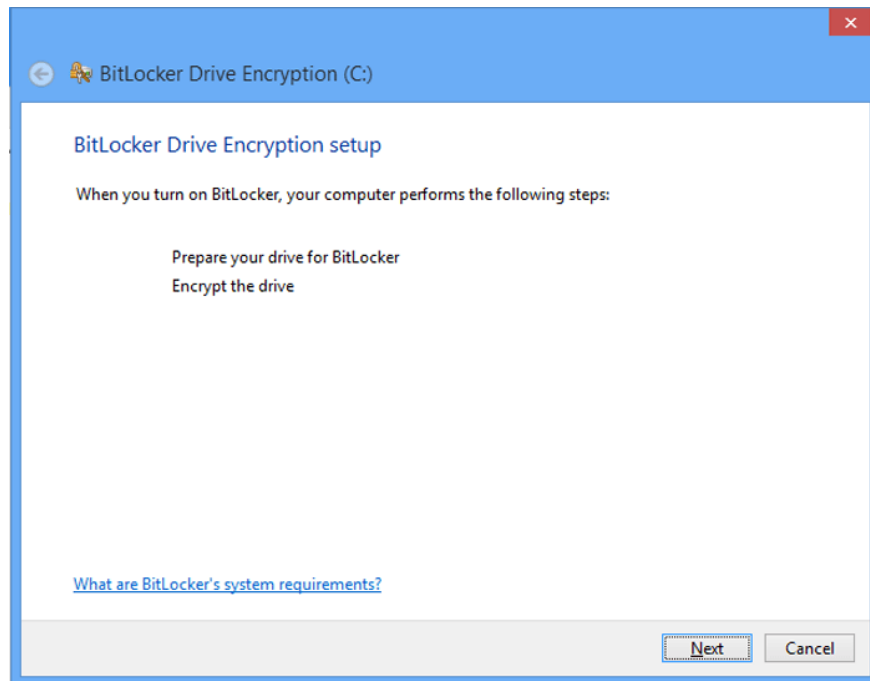 BitLocker Drive Encryption (C:)
BitLocker Drive Encryption setup
When you turn on BitLocker, your computer performs the following steps:
Prepare your drive for BitLocker
Encrypt the drive
What are BitLocker's system requirements?
Next Cancel